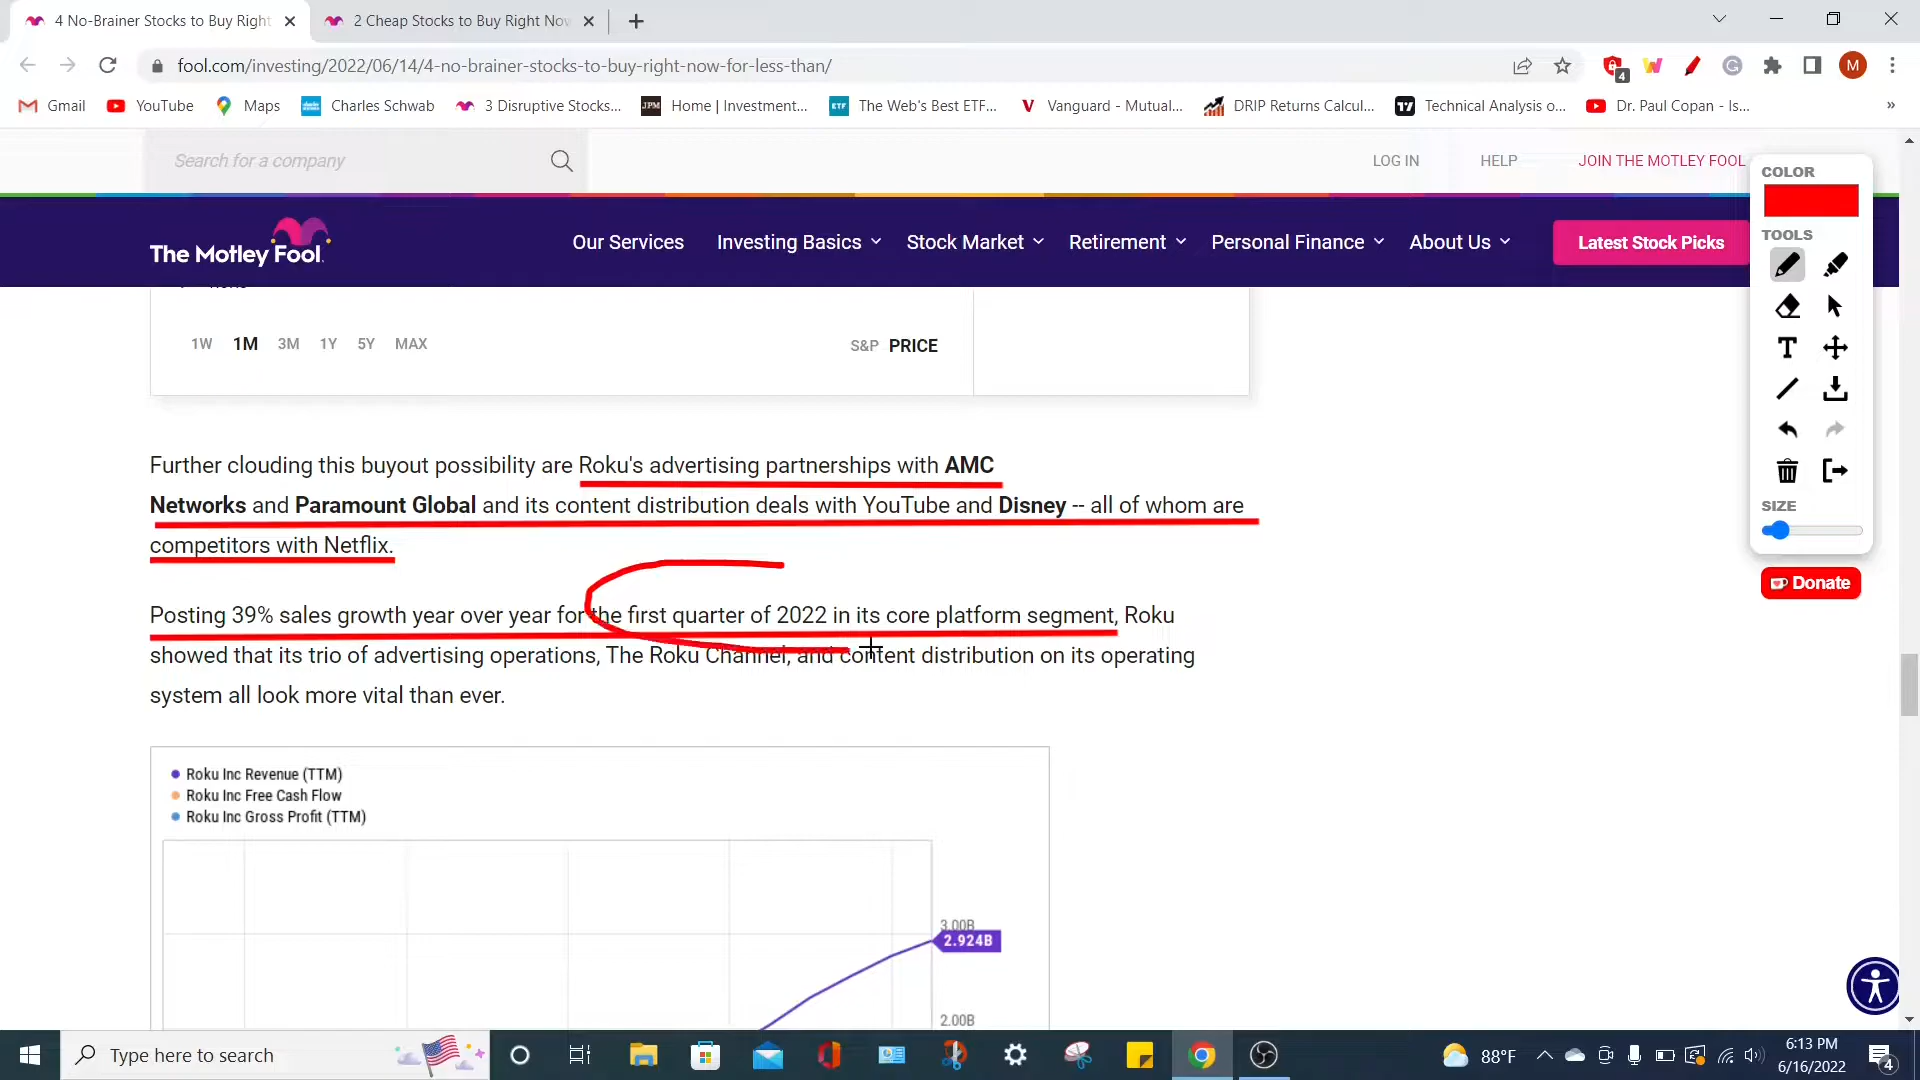 4 No-Brainer Stocks to Buy Right
2 Cheap Stocks to Buy Right Nov
fool.com/investing/2022/06/14/4-no-brainer-stocks-to-buy-right-now-for-less-than/
4
M
Gmail
YouTube
Maps
Charles Schwab
3 Disruptive Stocks...
JPM
Home | Investment...
ETF
The Web's Best ETF...
Vanguard - Mutual...
DRIP Returns Calcul...
Technical Analysis o...
Dr. Paul Copan - Is...
Search for a company
LOG IN
HELP
JOIN THE MOTLEY FOOL
The Motley Fool.
Our Services
Investing Basics
Stock Market
Retirement
Personal Finance
About Us
Latest Stock Picks
COLOR
TOOLS
SIZE
Donate
1W 1M 3M 1Y 5Y MAX
S&P PRICE
Further clouding this buyout possibility are Roku's advertising partnerships with AMC
Networks and Paramount Global and its content distribution deals with YouTube and Disney -- all of whom are
competitors with Netflix.
Posting 39% sales growth year over year for the first quarter of 2022 in its core platform segment, Roku
showed that its trio of advertising operations, The Roku Channel, and content distribution on its operating
system all look more vital than ever.
Roku Inc Revenue (TTM)
Roku Inc Free Cash Flow
Roku Inc Gross Profit (TTM)
3.00B
2.924B
2.00B
Type here to search
88°F
6:13 PM
6/16/2022
4